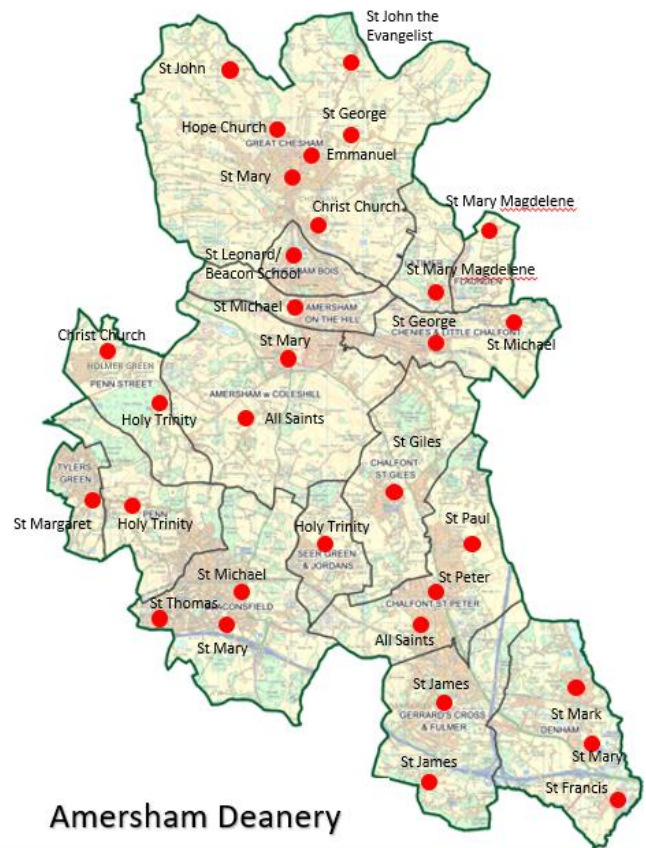 St John the
Evangelist
St John
St George
Hope Church
GREAT CHESHAM
Emmanuel
St Mary
Christ Church
St Mary Magdelene
St Leonard/
Beacon School
CHESHAM BOIS
LATIMER
St Mary Magdelene
FLAUNDEN
St Michael
AMERSHAM
ON THE HILL
St George
CHENIES & LITTLE CHALFONT
St Michael
Christ Church
HOLMER GREEN
PENN STREET
St Mary
AMERSHAM w COLESHILL
Holy Trinity
All Saints
St Giles
TYLERS
GREEN
CHALFONT
ST GILES
St Margaret
PENN
Holy Trinity
Holy Trinity
SEER GREEN
& JORDANS
St Paul
St Michael
St Peter
St Thomas
BEACONSFIELD
CHALFONT ST PETER
St Mary
All Saints
St James
GERRARD'S CROSS
& FULMER
St Mark
DENHAM
St Mary
St James
St Francis
Amersham Deanery